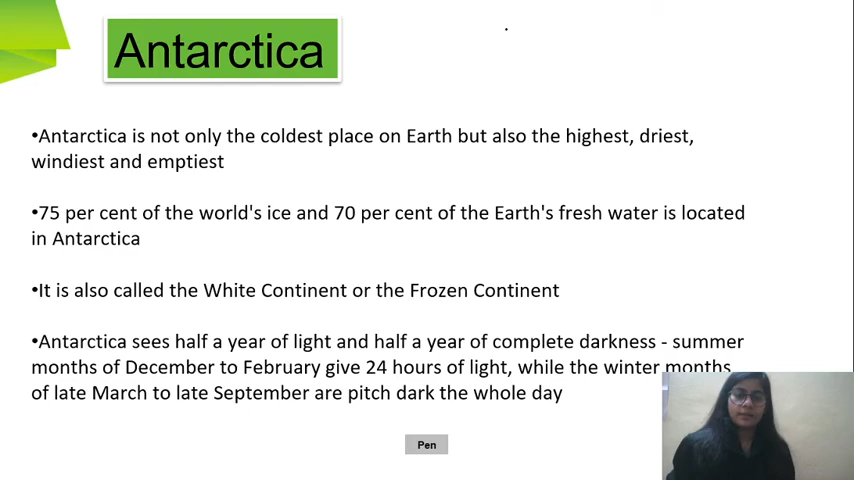 Antarctica
•Antarctica is not only the coldest place on Earth but also the highest, driest,
windiest and emptiest
•75 per cent of the world's ice and 70 per cent of the Earth's fresh water is located
in Antarctica
•It is also called the White Continent or the Frozen Continent
•Antarctica sees half a year of light and half a year of complete darkness - summer
months of December to February give 24 hours of light, while the winter months
of late March to late September are pitch dark the whole day
Pen